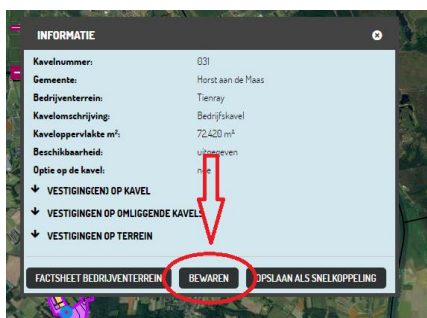 INFORMATIE
Kavelnummer: 031
Gemeente: Horst aan de Maas
Bedrijventerrein: Tienray
Kavelomschrijving: Bedrijfskavel
Kaveloppervlakte m²: 72.428 m²
Beschikbaarheid: uitgegeven
Optie op de kavel: nee
VESTIGING(EN) OP KAVEL
VESTIGINGEN OP OMLIGGENDE KAVELS
VESTIGINGEN OP TERREIN
FACTSHEET BEDRIJVENTERREIN BEWAREN OPSLAAN ALS SNELKOPPELING